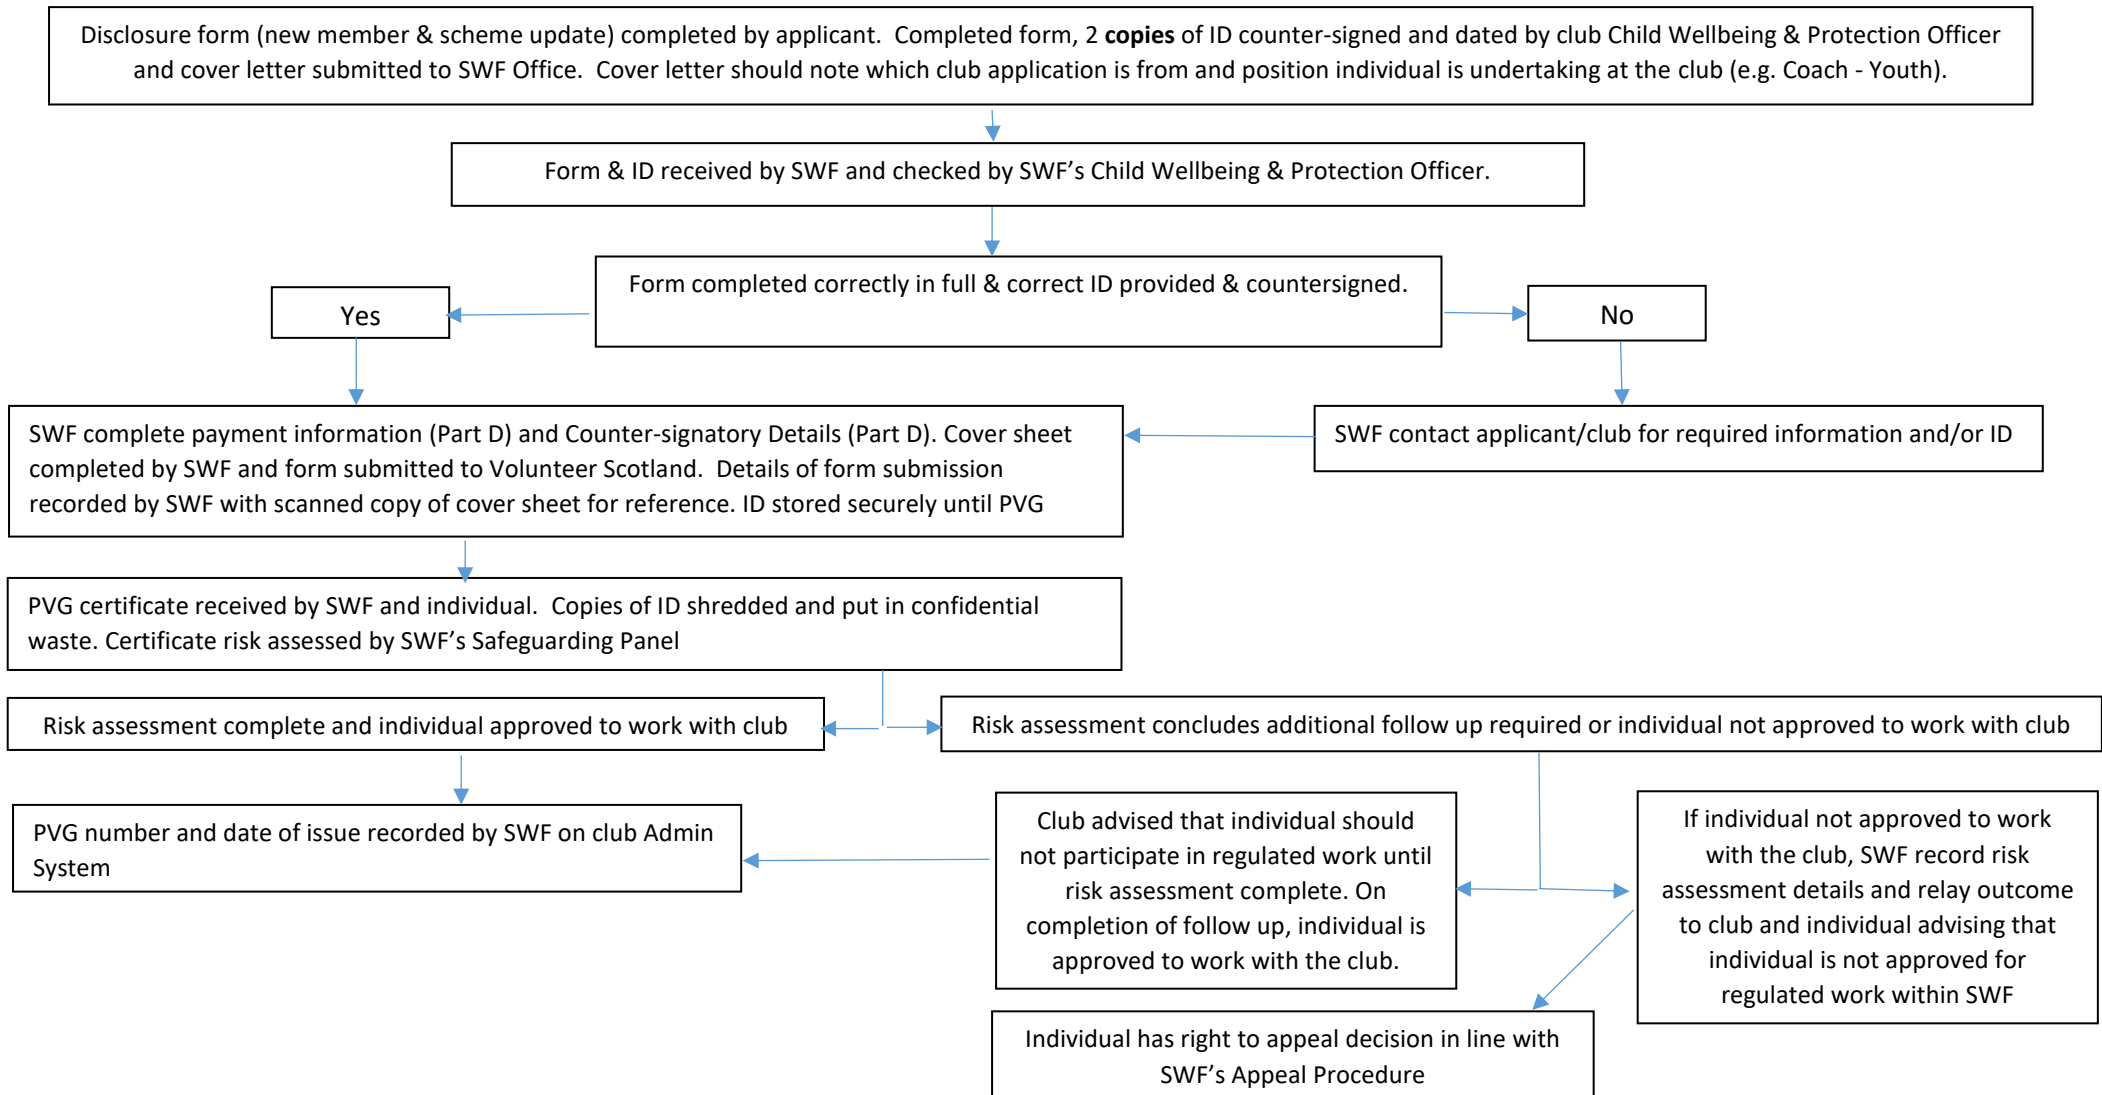 Disclosure form (new member & scheme update) completed by applicant.  Completed form, 2 copies of ID counter-signed and dated by club Child Wellbeing & Protection Officer
and cover letter submitted to SWF Office.  Cover letter should note which club application is from and position individual is undertaking at the club (e.g. Coach - Youth).
Form & ID received by SWF and checked by SWF’s Child Wellbeing & Protection Officer.
Form completed correctly in full & correct ID provided & countersigned.
Yes
No
SWF complete payment information (Part D) and Counter-signatory Details (Part D). Cover sheet
completed by SWF and form submitted to Volunteer Scotland.  Details of form submission
recorded by SWF with scanned copy of cover sheet for reference. ID stored securely until PVG
SWF contact applicant/club for required information and/or ID
PVG certificate received by SWF and individual.  Copies of ID shredded and put in confidential
waste. Certificate risk assessed by SWF’s Safeguarding Panel
Risk assessment complete and individual approved to work with club
Risk assessment concludes additional follow up required or individual not approved to work with club
PVG number and date of issue recorded by SWF on club Admin
System
Club advised that individual should
not participate in regulated work until
risk assessment complete. On
completion of follow up, individual is
approved to work with the club.
If individual not approved to work
with the club, SWF record risk
assessment details and relay outcome
to club and individual advising that
individual is not approved for
regulated work within SWF
Individual has right to appeal decision in line with
SWF’s Appeal Procedure